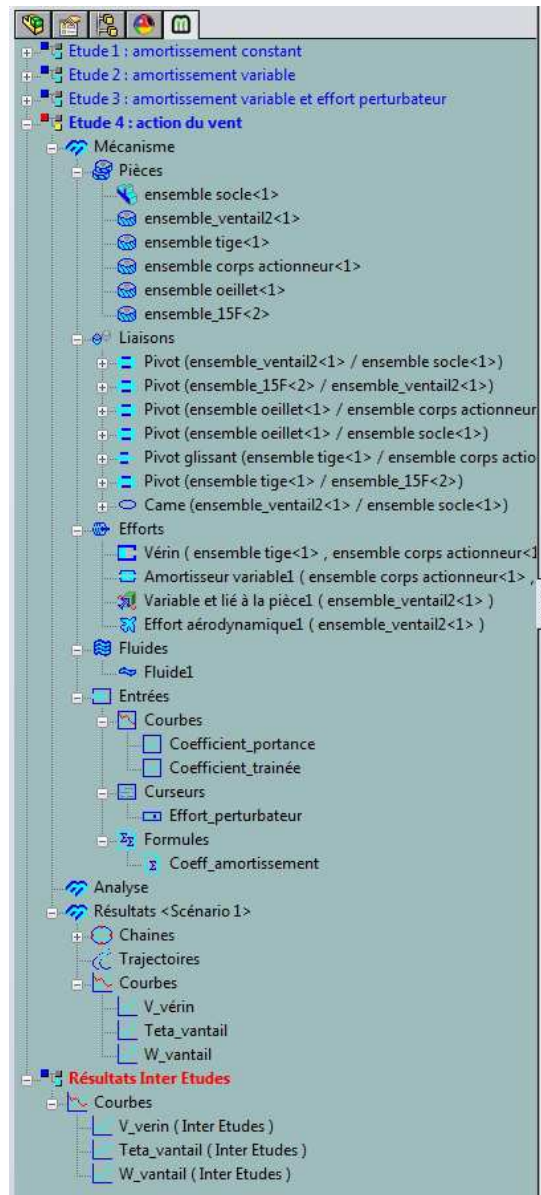 Etude 1 : amortissement constant
Etude 2 : amortissement variable
Etude 3 : amortissement variable et effort perturbateur
Etude 4 : action du vent
Mécanisme
Pièces
ensemble socle<1>
ensemble_ventail2<1>
ensemble tige<1>
ensemble corps actionneur<1>
ensemble oeillet<1>
ensemble_15F<2>
Liaisons
Pivot (ensemble_ventail2<1> / ensemble socle<1>)
Pivot (ensemble_15F<2> / ensemble_ventail2<1>)
Pivot (ensemble oeillet<1> / ensemble corps actionneur
Pivot (ensemble oeillet<1> / ensemble socle<1>)
Pivot glissant (ensemble tige<1> / ensemble corps actio
Pivot (ensemble tige<1> / ensemble_15F<2>)
Came (ensemble_ventail2<1> / ensemble socle<1>)
Efforts
Vérin ( ensemble tige<1> , ensemble corps actionneur<1
Amortisseur variable1 ( ensemble corps actionneur<1> ,
Variable et lié à la pièce1 ( ensemble_ventail2<1> )
Effort aérodynamique1 ( ensemble_ventail2<1> )
Fluides
Fluide1
Entrées
Courbes
Coefficient_portance
Coefficient_trainée
Curseurs
Effort_perturbateur
Formules
Coeff_amortissement
Analyse
Résultats <Scénario 1>
Chaines
Trajectoires
Courbes
V_vérin
Teta_vantail
W_vantail
Résultats Inter Etudes
Courbes
V_verin ( Inter Etudes )
Teta_vantail ( Inter Etudes )
W_vantail ( Inter Etudes )